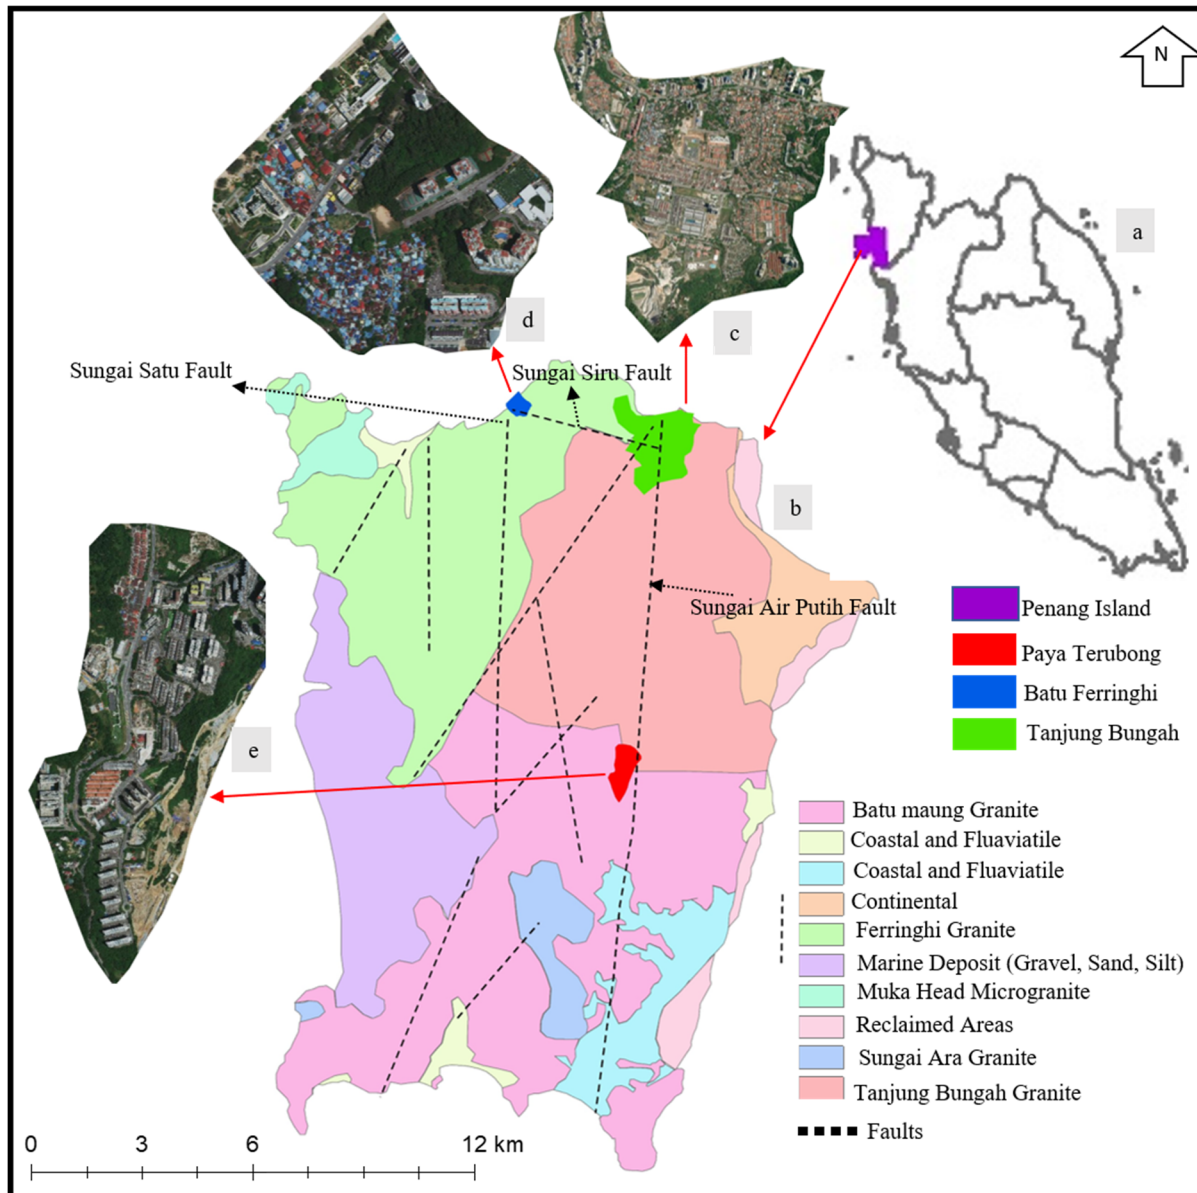 N
a
d
c
Sungai Satu Fault
Sungai Siru Fault
b
Sungai Air Putih Fault
e
Penang Island
Paya Terubong
Batu Ferringhi
Tanjung Bungah
Batu maung Granite
Coastal and Fluaviatile
Coastal and Fluaviatile
Continental
Ferringhi Granite
Marine Deposit (Gravel, Sand, Silt)
Muka Head Microgranite
Reclaimed Areas
Sungai Ara Granite
Tanjung Bungah Granite
Faults
0 3 6 12 km